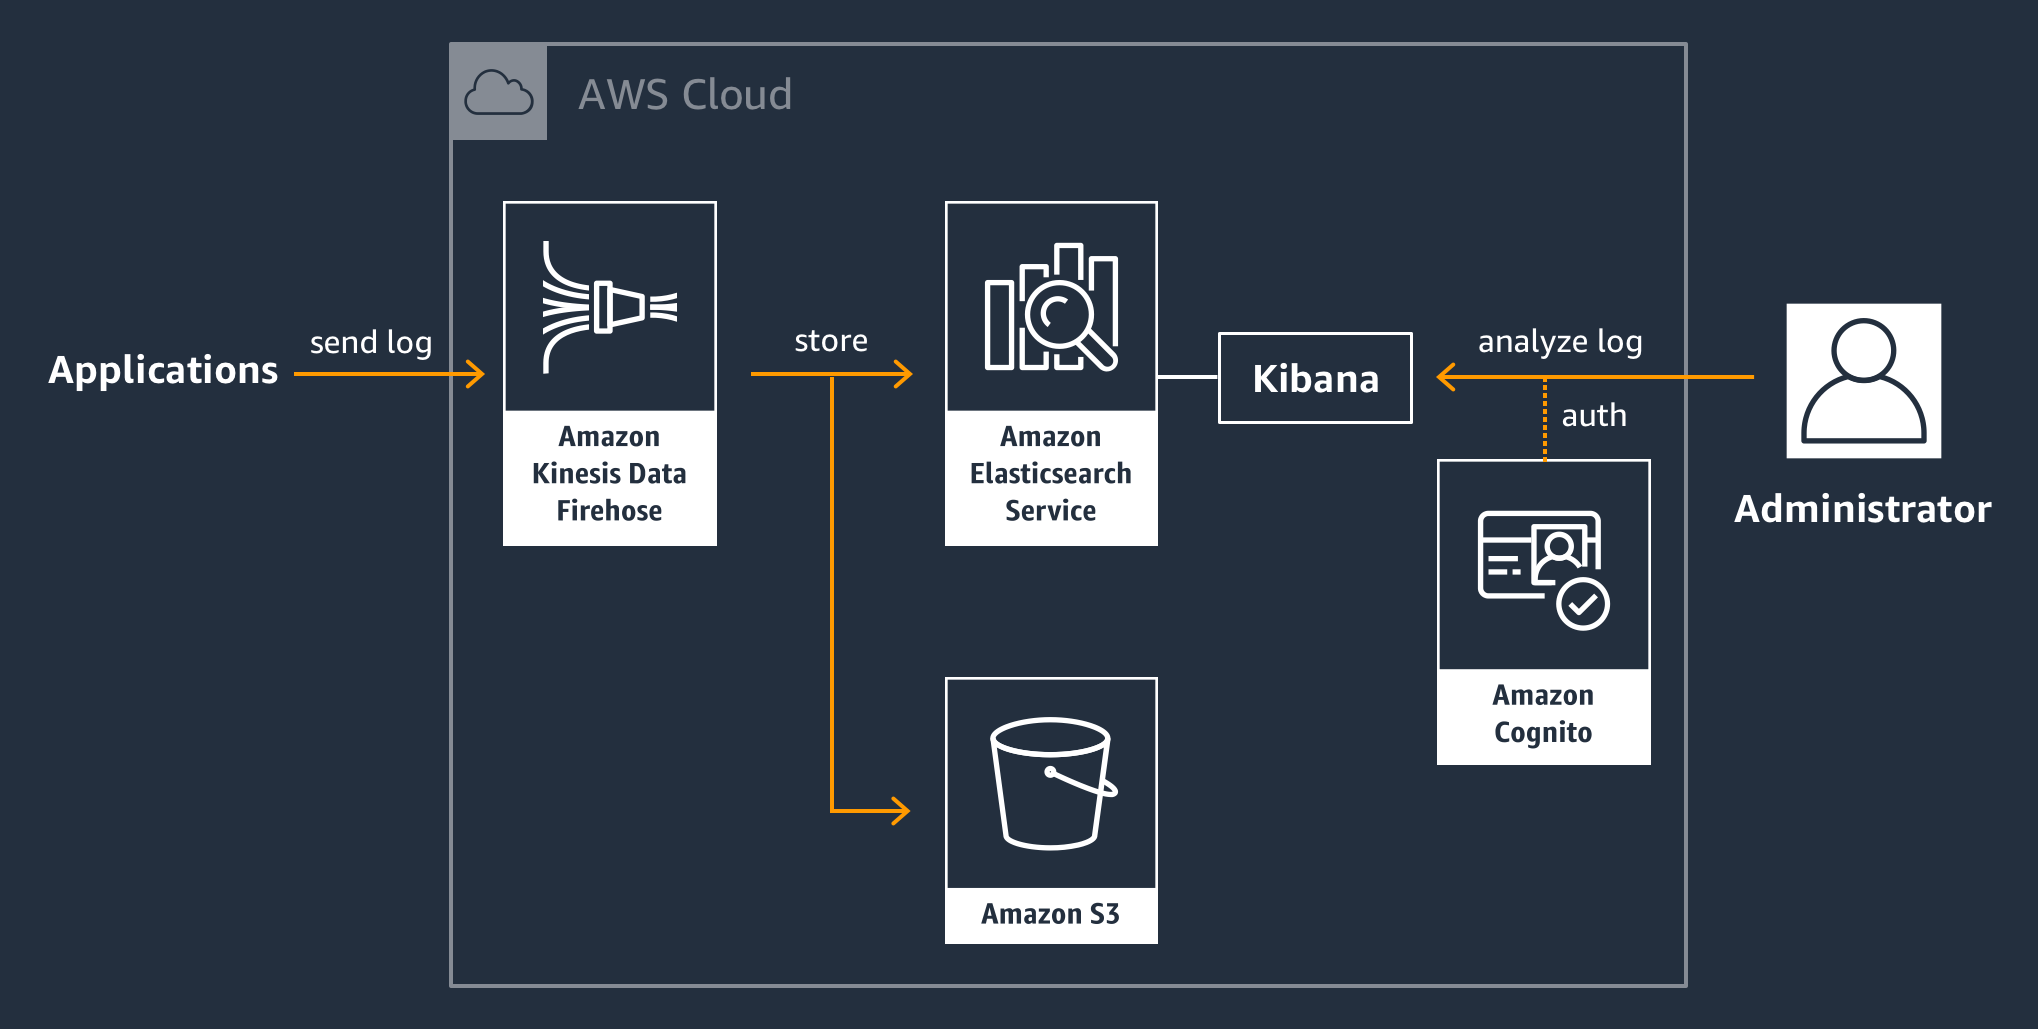 AWS Cloud
Applications
send log
Amazon
Kinesis Data
Firehose
store
Amazon
Elasticsearch
Service
Kibana
analyze log
auth
Administrator
Amazon
Cognito
Amazon S3